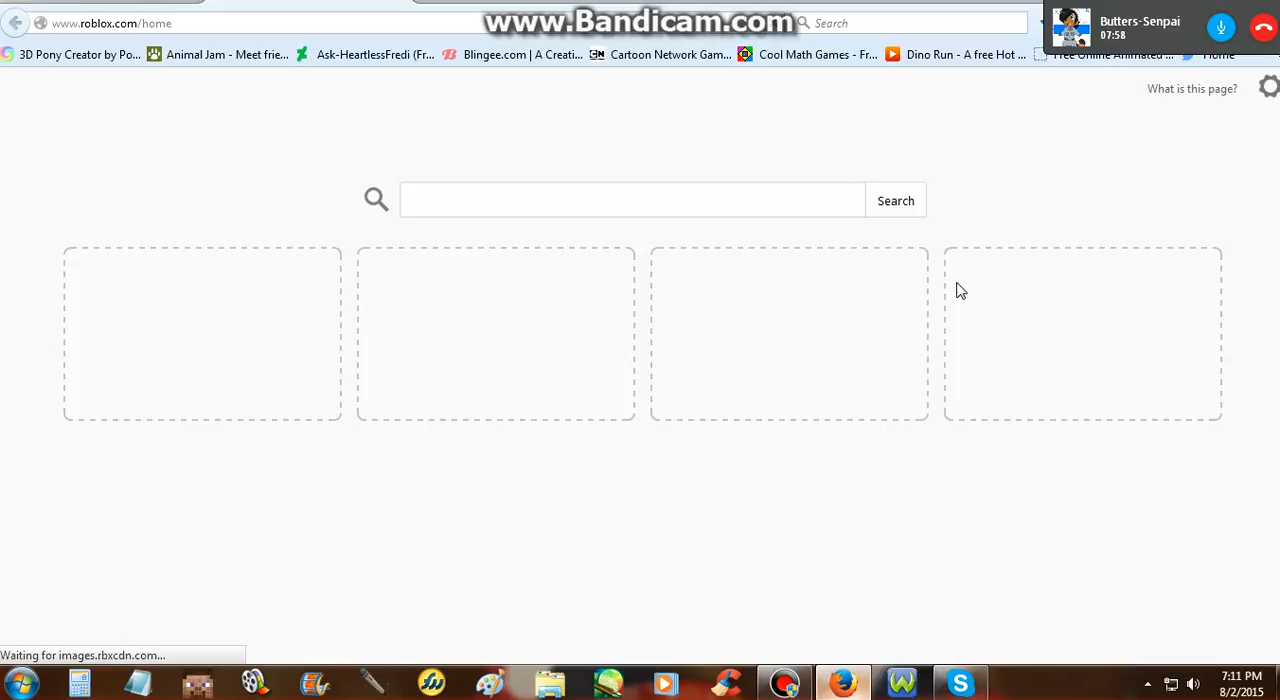 www.roblox.com/home
www.Bandicam.com
Search
Butters-Senpai
07:58
3D Pony Creator by Po...
Animal Jam - Meet frie...
Ask-HeartlessFredi (Fr...
Blingee.com | A Creati...
CN
Cartoon Network Gam...
Cool Math Games - Fr...
Dino Run - A free Hot ...
Free Online Animated ...
Home
What is this page?
Search
Waiting for images.rbxcdn.com...
7:11 PM
8/2/2015